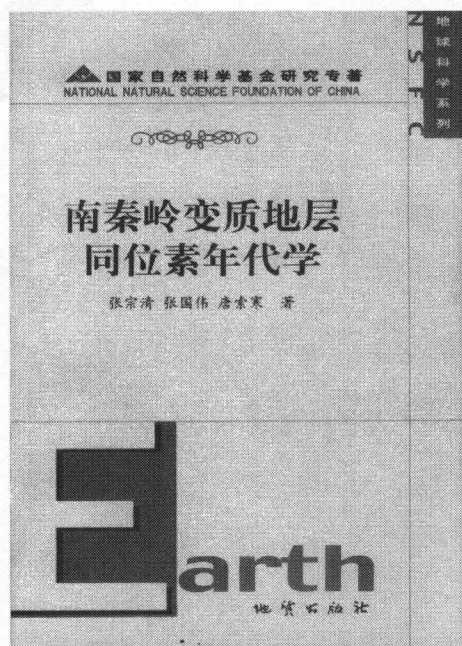 国家自然科学基金研究专著
NATIONAL NATURAL SCIENCE FOUNDATION OF CHINA
NSFC
地球科学系列
南秦岭变质地层
同位素年代学
张宗清 张国伟 唐索寒 著
Earth
地质出版社